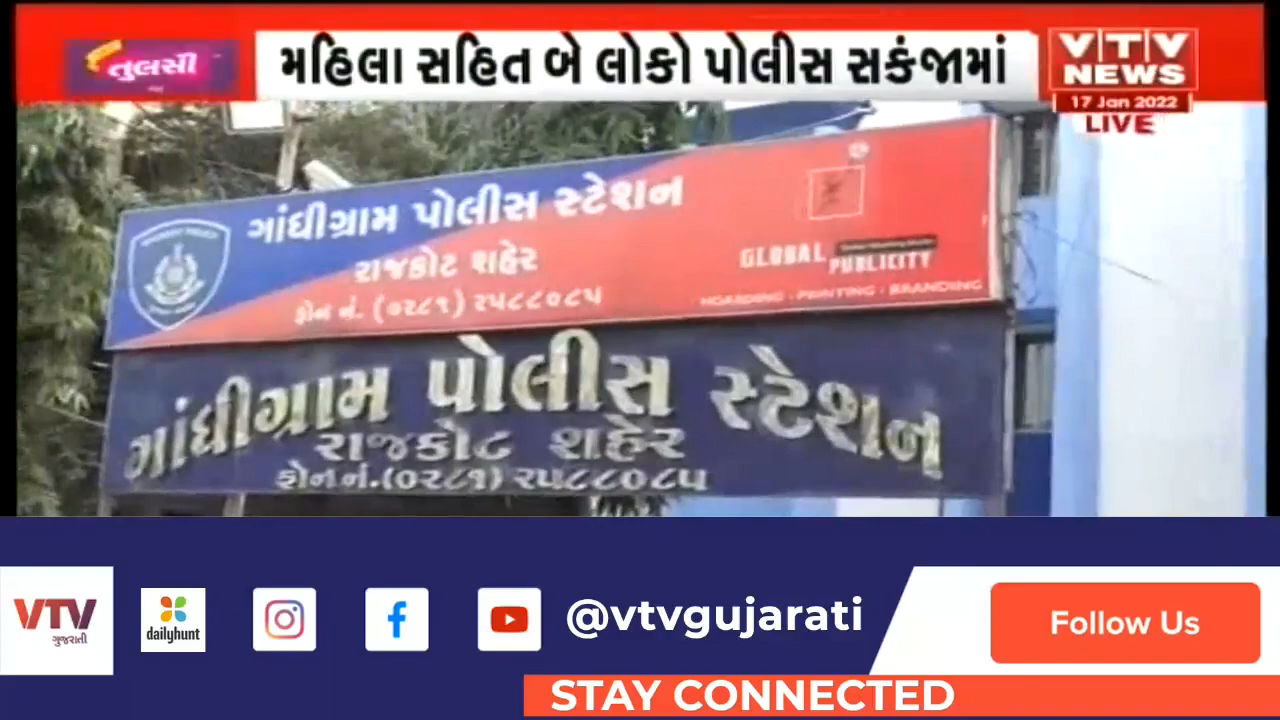 તુલસી
મહિલા સહિત બે લોકો પોલીસ સકંજામાં
VTV
NEWS
17 Jan 2022
LIVE
ગાંધીગ્રામ પોલીસ સ્ટેશન
રાજકોટ શહેર
ફોન નં. (૦૨૮૧) ૨૫૮૮૦૮૫
GLOBAL
PUBLICITY
HOARDING - PRINTING - BRANDING
ગાંધીગ્રામ પોલીસ સ્ટેશન
રાજકોટ શહેર
ફોન નં.(૦૨૮૧) ૨૫૮૮૦૮૫
VTV
ગુજરાતી
dailyhunt
@vtvgujarati
Follow Us
STAY CONNECTED